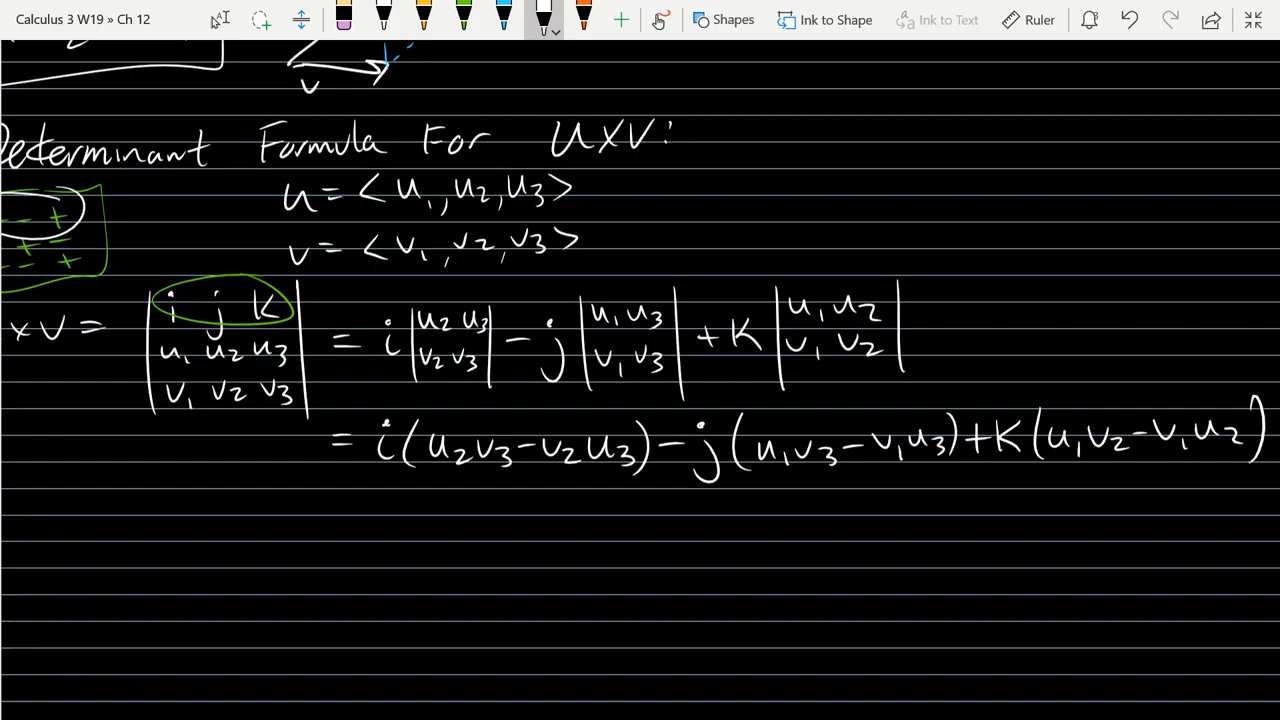 Calculus 3 W19 » Ch 12 Shapes Ink to Shape Ink to Text Ruler
v
Determinant Formula For u x v:
u = < u1, u2, u3 >
v = < v1, v2, v3 >
- - +
+ -
- - +
x v = | i j k | = i | u2 u3 | - j | u1 u3 | + k | u1 u2 |
| u1 u2 u3 | | v2 v3 | | v1 v3 | | v1 v2 |
| v1 v2 v3 |
= i(u2v3 - v2u3) - j(u1v3 - v1u3) + k(u1v2 - v1u2)